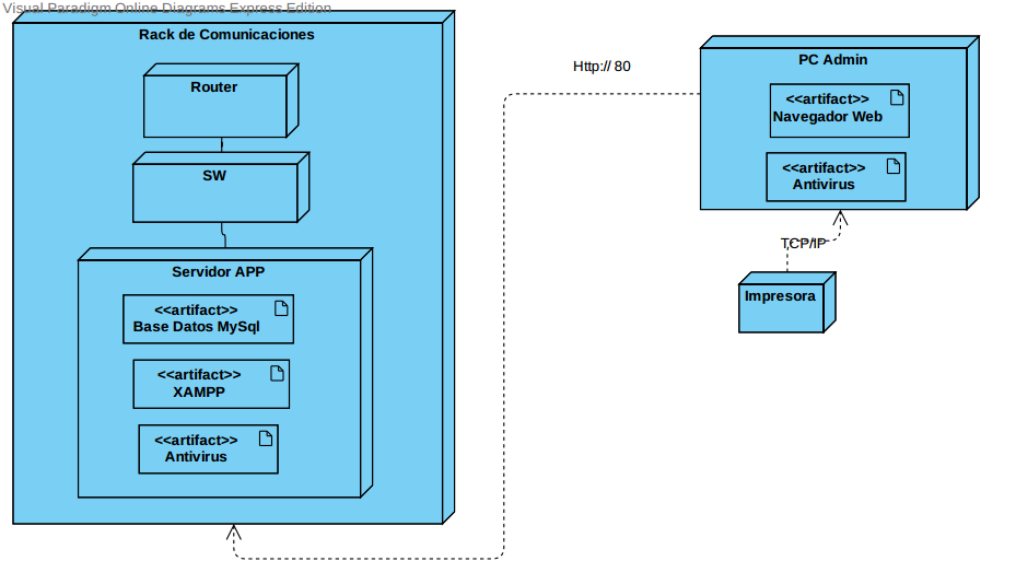 Visual Paradigm Online Diagrams Express Edition
Rack de Comunicaciones
Router
SW
Servidor APP
<<artifact>>
Base Datos MySql
<<artifact>>
XAMPP
<<artifact>>
Antivirus
Http:// 80
PC Admin
<<artifact>>
Navegador Web
<<artifact>>
Antivirus
TCP/IP
Impresora